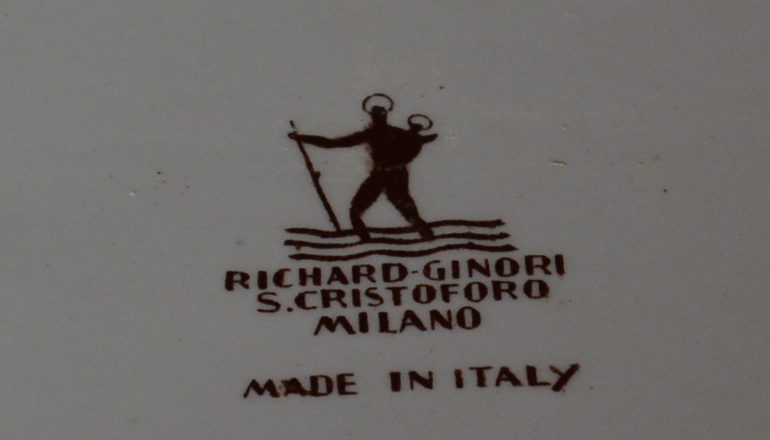 RICHARD-GINORI
S.CRISTOFORO
MILANO
MADE IN ITALY